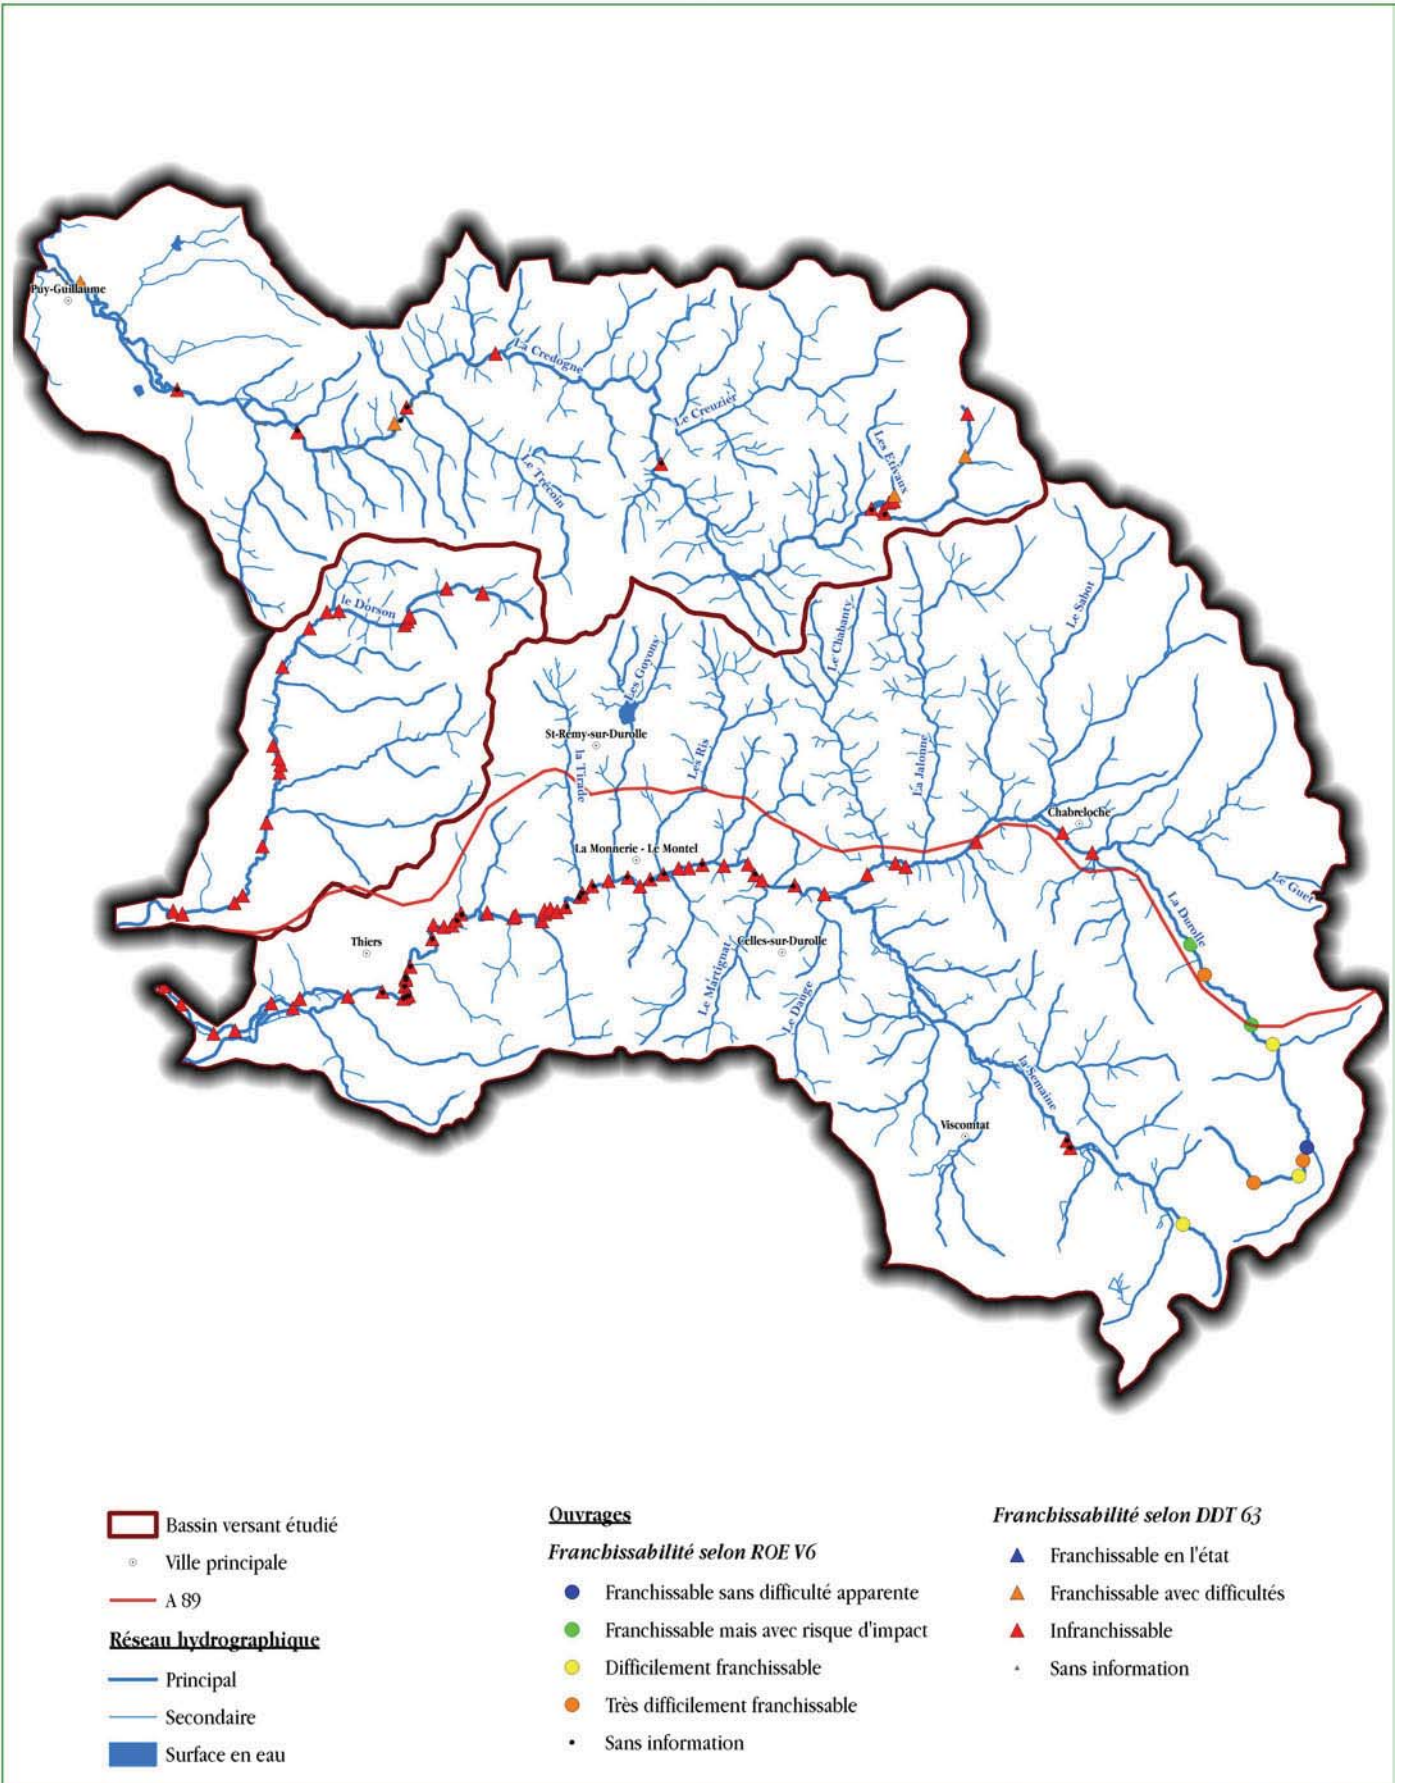 Puy-Guillaume
La Credogne
Le Creuzier
Les Etivaux
Le Trécoin
le Dorson
Le Sabot
Le Chabanty
Les Goyons
St-Rémy-sur-Durolle
la Tirade
Les Ris
La Jalonne
Chabreloche
La Monnerie - Le Montel
Le Guet
La Durolle
Thiers
Celles-sur-Durolle
Le Martignat
Le Dauge
la Semaine
Viscomtat
Bassin versant étudié
Ville principale
A 89
Réseau hydrographique
Principal
Secondaire
Surface en eau
Ouvrages
Franchissabilité selon ROE V6
Franchissable sans difficulté apparente
Franchissable mais avec risque d'impact
Difficilement franchissable
Très difficilement franchissable
Sans information
Franchissabilité selon DDT 63
Franchissable en l'état
Franchissable avec difficultés
Infranchissable
Sans information